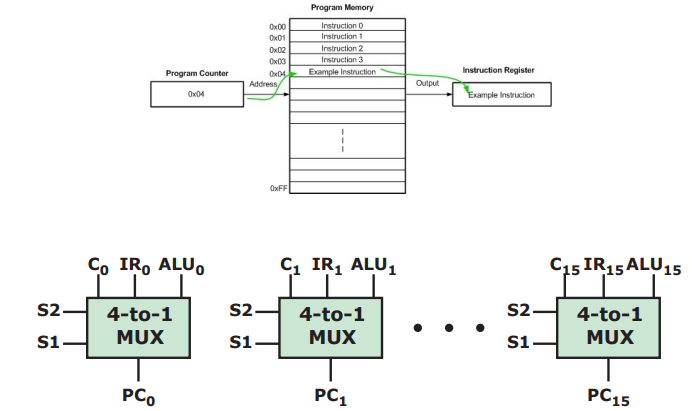 Program Memory
0x00 Instruction 0
0x01 Instruction 1
0x02 Instruction 2
0x03 Instruction 3
0x04 Example Instruction
Program Counter
0x04
Address
Output
Instruction Register
Example Instruction
0xFF
C0 IR0 ALU0
S2
S1
4-to-1
MUX
PC0
C1 IR1 ALU1
S2
S1
4-to-1
MUX
PC1
C15 IR15 ALU15
S2
S1
4-to-1
MUX
PC15